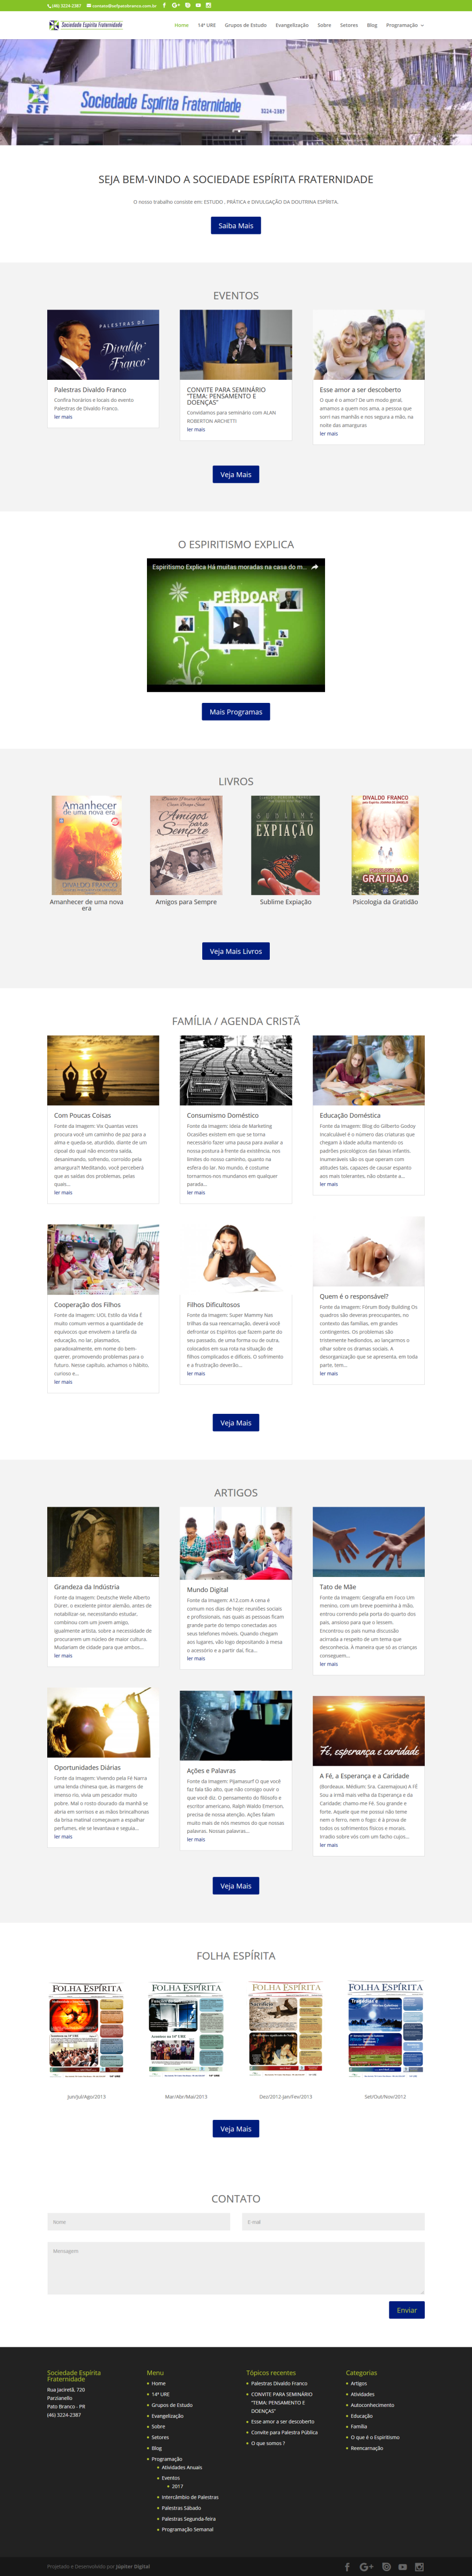 (46) 3224-2387 contato@sefpatobranco.com.br
Sociedade Espírita Fraternidade
Home 14ª URE Grupos de Estudo Evangelização Sobre Setores Blog Programação
Sociedade Espírita Fraternidade
SEF
3224-2387
SEJA BEM-VINDO A SOCIEDADE ESPÍRITA FRATERNIDADE
O nosso trabalho consiste em: ESTUDO , PRÁTICA e DIVULGAÇÃO DA DOUTRINA ESPÍRITA.
Saiba Mais
EVENTOS
PALESTRAS DE
Divaldo Franco
Palestras Divaldo Franco
Confira horários e locais do evento
Palestras de Divaldo Franco.
ler mais
CONVITE PARA SEMINÁRIO
"TEMA: PENSAMENTO E
DOENÇAS"
Convidamos para seminário com ALAN
ROBERTON ARCHETTI
ler mais
Esse amor a ser descoberto
O que é o amor? De um modo geral,
amamos a quem nos ama, a pessoa que
sorri nas manhãs e nos segura a mão, na
noite das amarguras
ler mais
Veja Mais
O ESPIRITISMO EXPLICA
Espiritismo Explica Há muitas moradas na casa do m...
PERDOAR
Mais Programas
LIVROS
Amanhecer
de uma nova
era
DIVALDO FRANCO
Amanhecer de uma nova
era
Amigos
para
Sempre
Amigos para Sempre
SUBLIME
EXPIAÇÃO
Sublime Expiação
DIVALDO FRANCO
GRATIDÃO
Psicologia da Gratidão
Veja Mais Livros
FAMÍLIA / AGENDA CRISTÃ
Com Poucas Coisas
Fonte da Imagem: Vix Quantas vezes
procura você um caminho de paz para a
alma e queda-se, aturdido, diante de um
cipoal do qual não encontra saída,
desanimando, sofrendo, corroído pela
amargura?! Meditando, você perceberá
que as saídas dos problemas, pelas
quais...
ler mais
Consumismo Doméstico
Fonte da Imagem: Ideia de Marketing
Ocasiões existem em que se torna
necessário fazer uma pausa para avaliar a
nossa postura à frente da existência, nos
limites do nosso caminhar, quanto na
esfera do lar. No mundo, é costume
tornarmos-nos mundanos em qualquer
parada,...
ler mais
Educação Doméstica
Fonte da Imagem: Blog do Gilberto Godoy
Incalculável é o número das criaturas que
chegam à idade adulta mantendo os
padrões psicológicos das faixas infantis.
Inumeráveis são os que operam com
atitudes tais, capazes de causar espanto
aos mais tolerantes, não obstante a...
ler mais
Cooperação dos Filhos
Fonte da Imagem: UOL Estilo da Vida É
muito comum vermos a quantidade de
equívocos que envolvem a tarefa da
educação, no lar, plasmados,
paradoxalmente, em nome do bem-
querer, promovendo problemas para o
futuro. Nesse capítulo, achamos o hábito,
curioso e...
ler mais
Filhos Dificultosos
Fonte da Imagem: Super Mammy Nas
trilhas da sua reencarnação, deverá você
defrontar os Espíritos que fazem parte do
seu passado, de uma forma ou de outra,
colocados em sua rota na situação de
filhos complicados e difíceis. O sofrimento
e a frustração deverão...
ler mais
Quem é o responsável?
Fonte da Imagem: Fórum Body Building Os
quadros são deveras preocupantes, no
contexto das famílias, em grandes
contingentes. Os problemas são
tristemente hediondos, ao lançarmos o
olhar sobre os dramas sociais. A
desorganização que se apresenta, em toda
parte, tem...
ler mais
Veja Mais
ARTIGOS
Grandeza da Indústria
Fonte da Imagem: Deutsche Welle Alberto
Dürer, o excelente pintor alemão, antes de
notabilizar-se, necessitando estudar,
combinou com um jovem amigo,
igualmente artista, sobre a necessidade de
procurarem um núcleo de maior cultura.
Mudariam de cidade para que ambos...
ler mais
Mundo Digital
Fonte da Imagem: A12.com A cena é
comum nos dias de hoje: reuniões sociais
e profissionais, nas quais as pessoas ficam
grande parte do tempo conectadas aos
seus telefones móveis. Quando chegam
aos lugares, vão logo depositando à mesa
o acessório e a partir daí, fica...
ler mais
Tato de Mãe
Fonte da Imagem: Geografia em Foco Um
menino, com um breve poeminha à mão,
entrou correndo pela porta do quarto dos
pais, ansioso para que o lessem.
Encontrou os pais numa discussão
acirrada a respeito de um tema que
desconhecia. À maneira que só as crianças
conseguem...
ler mais
Oportunidades Diárias
Fonte da Imagem: Vivendo pela Fé Narra
uma lenda chinesa que, às margens de
imenso rio, vivia um pescador muito
pobre. Mal o rosto dourado da manhã se
abria em sorrisos e as mãos brincalhonas
da brisa matinal começavam a espalhar
perfumes, ele se levantava e seguia...
ler mais
Ações e Palavras
Fonte da Imagem: Pijamasurf O que você
faz fala tão alto, que não consigo ouvir o
que você diz. O pensamento do filósofo e
escritor americano, Ralph Waldo Emerson,
precisa de nossa atenção. Ações falam
muito mais de nós mesmos do que nossas
palavras. Nossas palavras...
ler mais
Fé, esperança e caridade
A Fé, a Esperança e a Caridade
(Bordeaux, Médium: Sra. Cazemajoux) A FÉ
Sou a irmã mais velha da Esperança e da
Caridade; chamo-me Fé. Sou grande e
forte. Aquele que me possui não teme
nem o ferro, nem o fogo: é à prova de
todos os sofrimentos físicos e morais.
Irradio sobre vós com um facho cujos...
ler mais
Veja Mais
FOLHA ESPÍRITA
FOLHA ESPÍRITA
Jun/Jul/Ago/2013
FOLHA ESPÍRITA
Mar/Abr/Mai/2013
FOLHA ESPÍRITA
Dez/2012-Jan/Fev/2013
FOLHA ESPÍRITA
Set/Out/Nov/2012
Veja Mais
CONTATO
Nome
E-mail
Mensagem
Enviar
Sociedade Espírita
Fraternidade
Rua Jaciretã, 720
Parzianello
Pato Branco - PR
(46) 3224-2387
Menu
Home
14ª URE
Grupos de Estudo
Evangelização
Sobre
Setores
Blog
Programação
Atividades Anuais
Eventos
2017
Intercâmbio de Palestras
Palestras Sábado
Palestras Segunda-feira
Programação Semanal
Tópicos recentes
Palestras Divaldo Franco
CONVITE PARA SEMINÁRIO
"TEMA: PENSAMENTO E
DOENÇAS"
Esse amor a ser descoberto
Convite para Palestra Pública
O que somos ?
Categorias
Artigos
Atividades
Autoconhecimento
Educação
Família
O que é o Espiritismo
Reencarnação
Projetado e Desenvolvido por Júpiter Digital